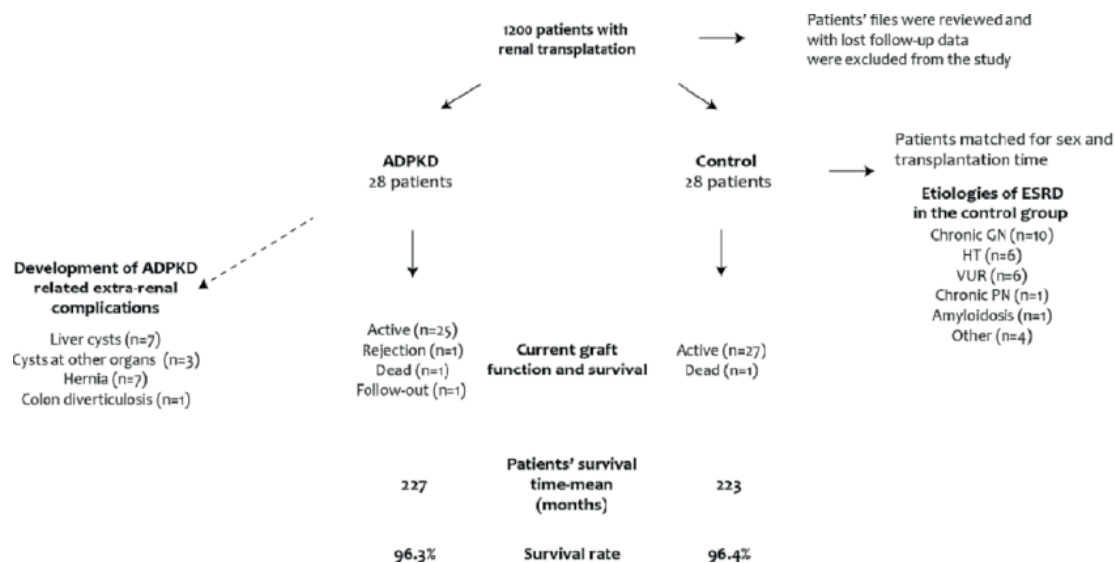 1200 patients with
renal transplatation
Patients' files were reviewed and
with lost follow-up data
were excluded from the study
ADPKD
28 patients
Control
28 patients
Patients matched for sex and
transplantation time
Etiologies of ESRD
in the control group
Chronic GN (n=10)
HT (n=6)
VUR (n=6)
Chronic PN (n=1)
Amyloidosis (n=1)
Other (n=4)
Development of ADPKD
related extra-renal
complications
Liver cysts (n=7)
Cysts at other organs (n=3)
Hernia (n=7)
Colon diverticulosis (n=1)
Active (n=25)
Rejection (n=1)
Dead (n=1)
Follow-out (n=1)
Current graft
function and survival
Active (n=27)
Dead (n=1)
227
Patients' survival
time-mean
(months)
223
96.3%
Survival rate
96.4%